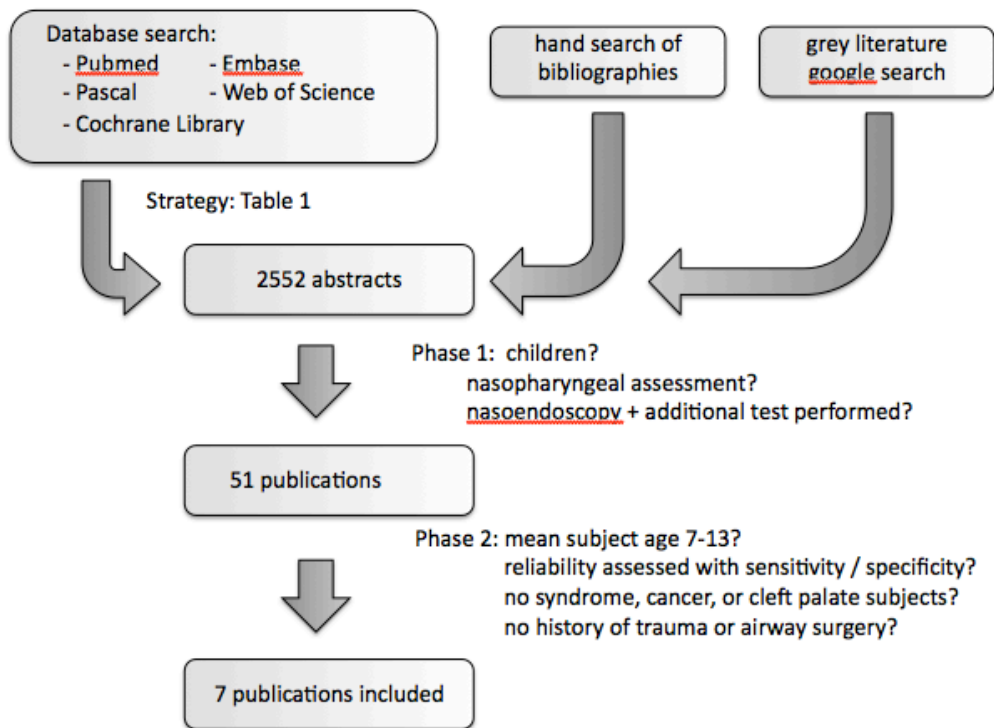 Database search:
- Pubmed - Embase
- Pascal - Web of Science
- Cochrane Library
hand search of
bibliographies
grey literature
google search
Strategy: Table 1
2552 abstracts
Phase 1: children?
nasopharyngeal assessment?
nasoendoscopy + additional test performed?
51 publications
Phase 2: mean subject age 7-13?
reliability assessed with sensitivity / specificity?
no syndrome, cancer, or cleft palate subjects?
no history of trauma or airway surgery?
7 publications included